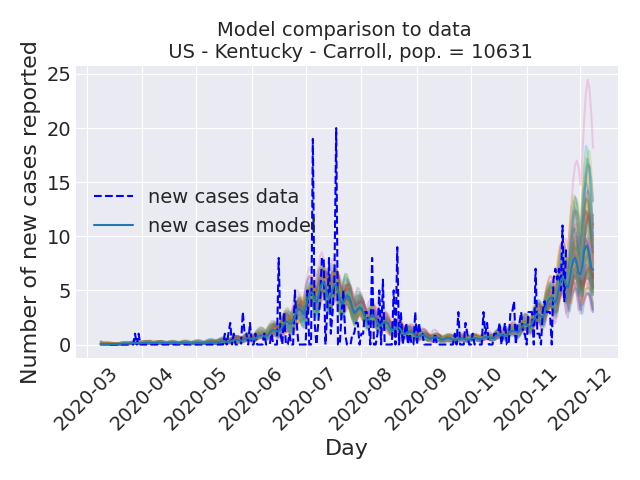 Model comparison to data
US - Kentucky - Carroll, pop. = 10631
Number of new cases reported
25
20
15
10
5
0
new cases data
new cases model
2020-03
2020-04
2020-05
2020-06
2020-07
2020-08
2020-09
2020-10
2020-11
2020-12
Day